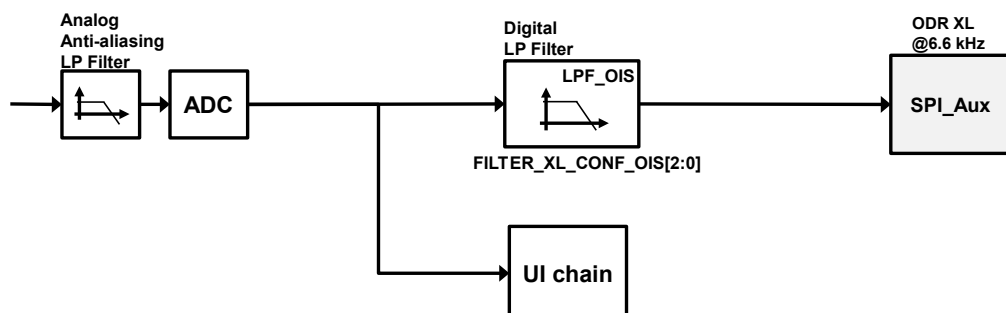 Analog
Anti-aliasing
LP Filter
ADC
Digital
LP Filter
LPF_OIS
FILTER_XL_CONF_OIS[2:0]
ODR XL
@6.6 kHz
SPI_Aux
UI chain